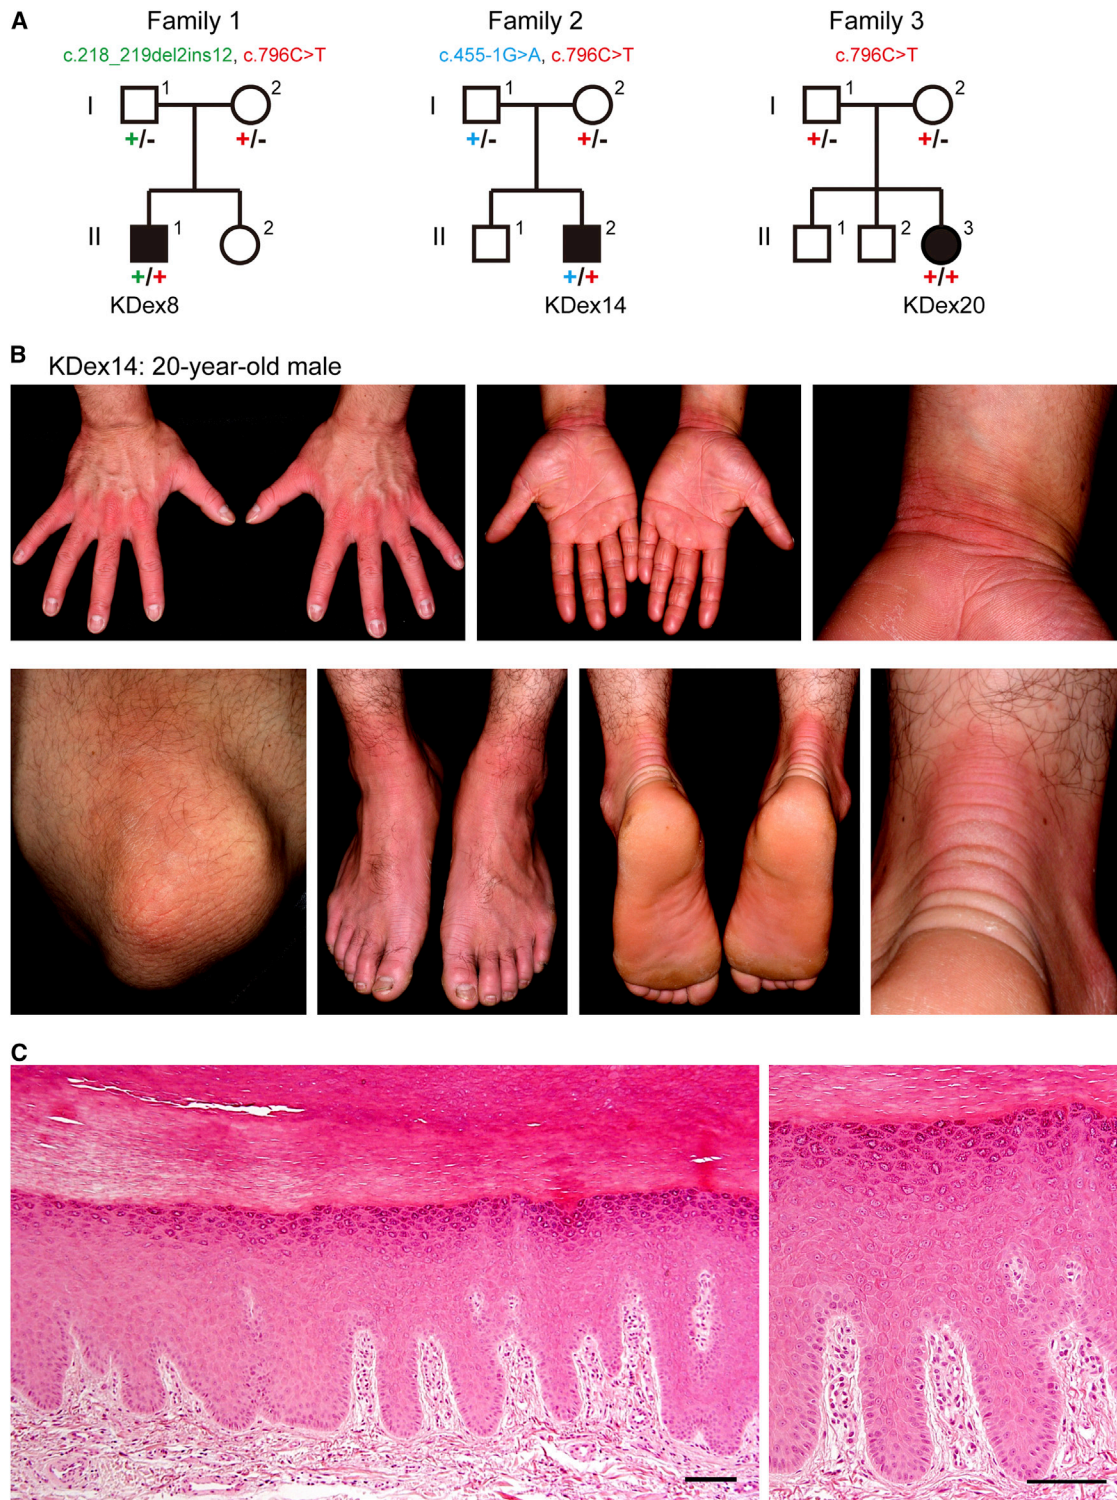 A
Family 1
c.218_219del2ins12, c.796C>T
I
1
2
+/-
+/-
II
1
2
+/+
KDex8
Family 2
c.455-1G>A, c.796C>T
I
1
2
+/-
+/-
II
1
2
+/+
KDex14
Family 3
c.796C>T
I
1
2
+/-
+/-
II
1
2
3
+/+
KDex20
B
KDex14: 20-year-old male
C